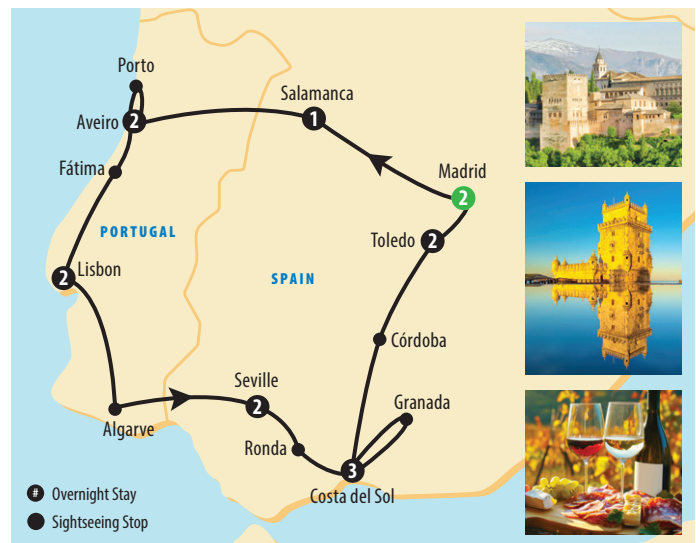 Porto
Salamanca
1
Aveiro
2
Madrid
2
Fátima
PORTUGAL
Toledo
2
Lisbon
2
SPAIN
Córdoba
Seville
2
Granada
Algarve
Ronda
3
Costa del Sol
# Overnight Stay
Sightseeing Stop